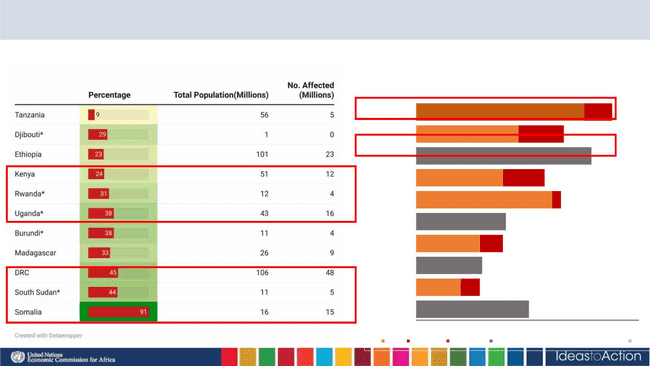 Percentage Total Population(Millions) No. Affected (Millions)
Tanzania 9 56 5
Djibouti* 29 1 0
Ethiopia 23 101 23
Kenya 24 51 12
Rwanda* 31 12 4
Uganda* 38 43 16
Burundi* 38 11 4
Madagascar 33 26 9
DRC 45 106 48
South Sudan* 44 11 5
Somalia 91 16 15
Created with Datawrapper
United Nations
Economic Commission for Africa
IdeastoAction